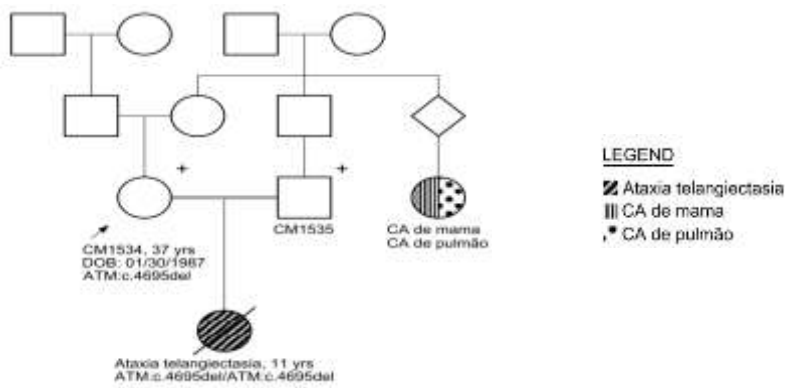 LEGEND
Ataxia telangiectasia
CA de mama
CA de pulmão
+
+
CM1535
CA de mama
CA de pulmão
CM1534, 37 yrs
DOB: 01/30/1987
ATM:c.4695del
Ataxia telangiectasia, 11 yrs
ATM:c.4695del/ATM:c.4695del